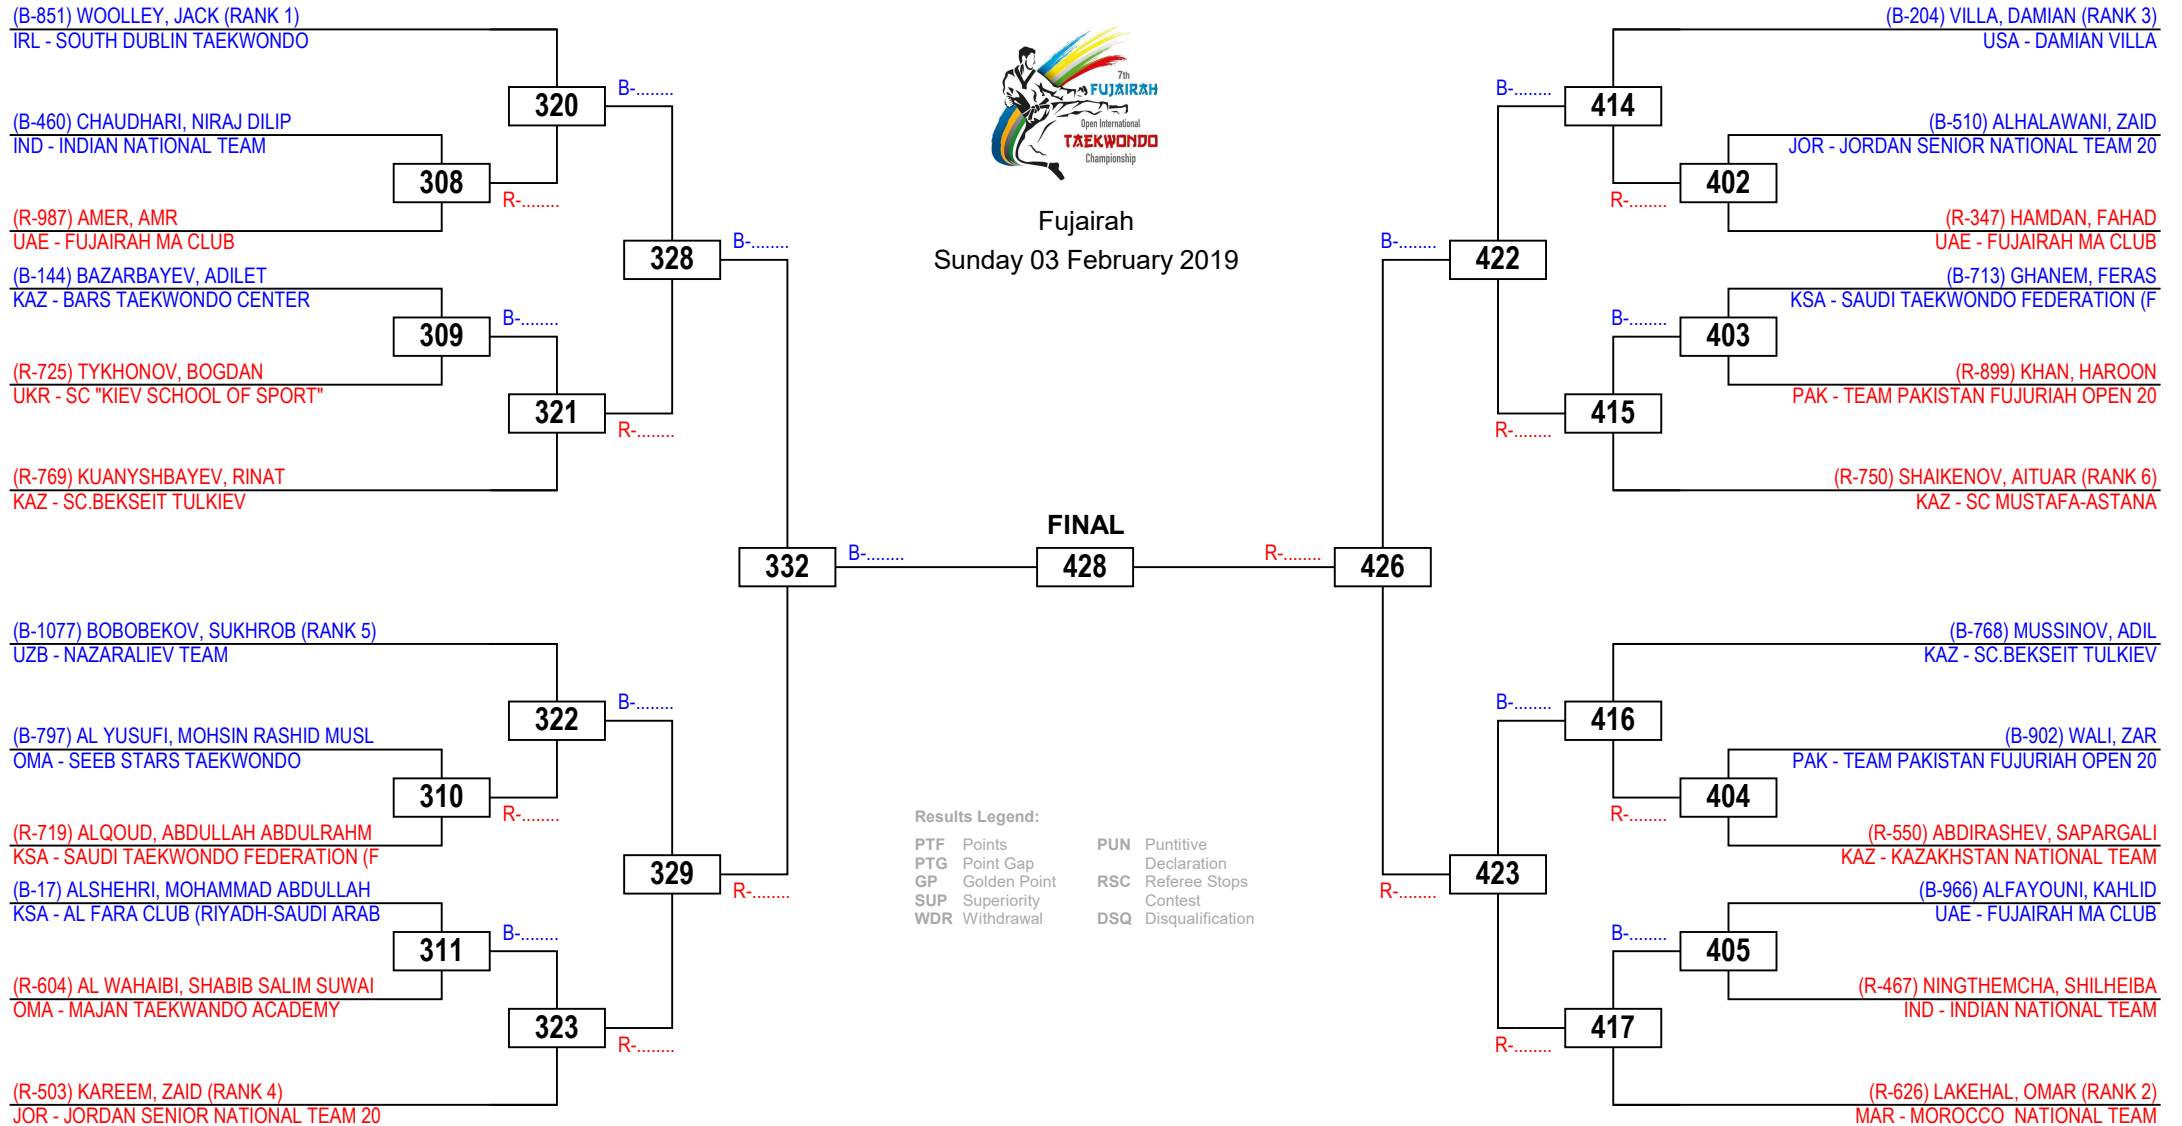 (B-851) WOOLLEY, JACK (RANK 1)
IRL - SOUTH DUBLIN TAEKWONDO
320
B-........
(B-460) CHAUDHARI, NIRAJ DILIP
IND - INDIAN NATIONAL TEAM
308
R-........
(R-987) AMER, AMR
UAE - FUJAIRAH MA CLUB
328
B-........
(B-144) BAZARBAYEV, ADILET
KAZ - BARS TAEKWONDO CENTER
309
B-........
(R-725) TYKHONOV, BOGDAN
UKR - SC "KIEV SCHOOL OF SPORT"
321
R-........
(R-769) KUANYSHBAYEV, RINAT
KAZ - SC.BEKSEIT TULKIEV
332
B-........
(B-1077) BOBOBEKOV, SUKHROB (RANK 5)
UZB - NAZARALIEV TEAM
322
B-........
(B-797) AL YUSUFI, MOHSIN RASHID MUSL
OMA - SEEB STARS TAEKWONDO
310
R-........
(R-719) ALQOUD, ABDULLAH ABDULRAHM
KSA - SAUDI TAEKWONDO FEDERATION (F
329
R-........
(B-17) ALSHEHRI, MOHAMMAD ABDULLAH
KSA - AL FARA CLUB (RIYADH-SAUDI ARAB
311
B-........
(R-604) AL WAHAIBI, SHABIB SALIM SUWAI
OMA - MAJAN TAEKWANDO ACADEMY
323
R-........
(R-503) KAREEM, ZAID (RANK 4)
JOR - JORDAN SENIOR NATIONAL TEAM 20
7th
FUJAIRAH
Open International
TAEKWONDO
Championship
Fujairah
Sunday 03 February 2019
FINAL
428
Results Legend:
PTF Points
PTG Point Gap
GP Golden Point
SUP Superiority
WDR Withdrawal
PUN Puntitive
Declaration
RSC Referee Stops
Contest
DSQ Disqualification
(B-204) VILLA, DAMIAN (RANK 3)
USA - DAMIAN VILLA
B-........
414
(B-510) ALHALAWANI, ZAID
JOR - JORDAN SENIOR NATIONAL TEAM 20
402
R-........
(R-347) HAMDAN, FAHAD
UAE - FUJAIRAH MA CLUB
B-........
422
(B-713) GHANEM, FERAS
KSA - SAUDI TAEKWONDO FEDERATION (F
B-........
403
(R-899) KHAN, HAROON
PAK - TEAM PAKISTAN FUJURIAH OPEN 20
415
R-........
(R-750) SHAIKENOV, AITUAR (RANK 6)
KAZ - SC MUSTAFA-ASTANA
R-........
426
(B-768) MUSSINOV, ADIL
KAZ - SC.BEKSEIT TULKIEV
B-........
416
(B-902) WALI, ZAR
PAK - TEAM PAKISTAN FUJURIAH OPEN 20
404
R-........
(R-550) ABDIRASHEV, SAPARGALI
KAZ - KAZAKHSTAN NATIONAL TEAM
423
R-........
(B-966) ALFAYOUNI, KAHLID
UAE - FUJAIRAH MA CLUB
B-........
405
(R-467) NINGTHEMCHA, SHILHEIBA
IND - INDIAN NATIONAL TEAM
417
R-........
(R-626) LAKEHAL, OMAR (RANK 2)
MAR - MOROCCO  NATIONAL TEAM